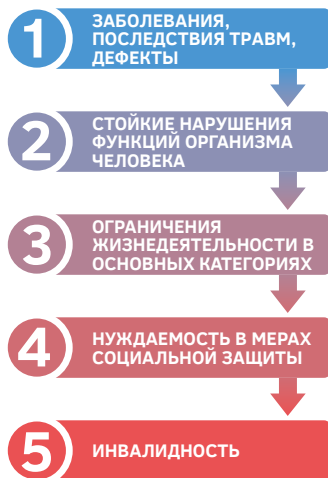 1
ЗАБОЛЕВАНИЯ,
ПОСЛЕДСТВИЯ ТРАВМ,
ДЕФЕКТЫ
2
СТОЙКИЕ НАРУШЕНИЯ
ФУНКЦИЙ ОРГАНИЗМА
ЧЕЛОВЕКА
3
ОГРАНИЧЕНИЯ
ЖИЗНЕДЕЯТЕЛЬНОСТИ В
ОСНОВНЫХ КАТЕГОРИЯХ
4
НУЖДАЕМОСТЬ В МЕРАХ
СОЦИАЛЬНОЙ ЗАЩИТЫ
5
ИНВАЛИДНОСТЬ